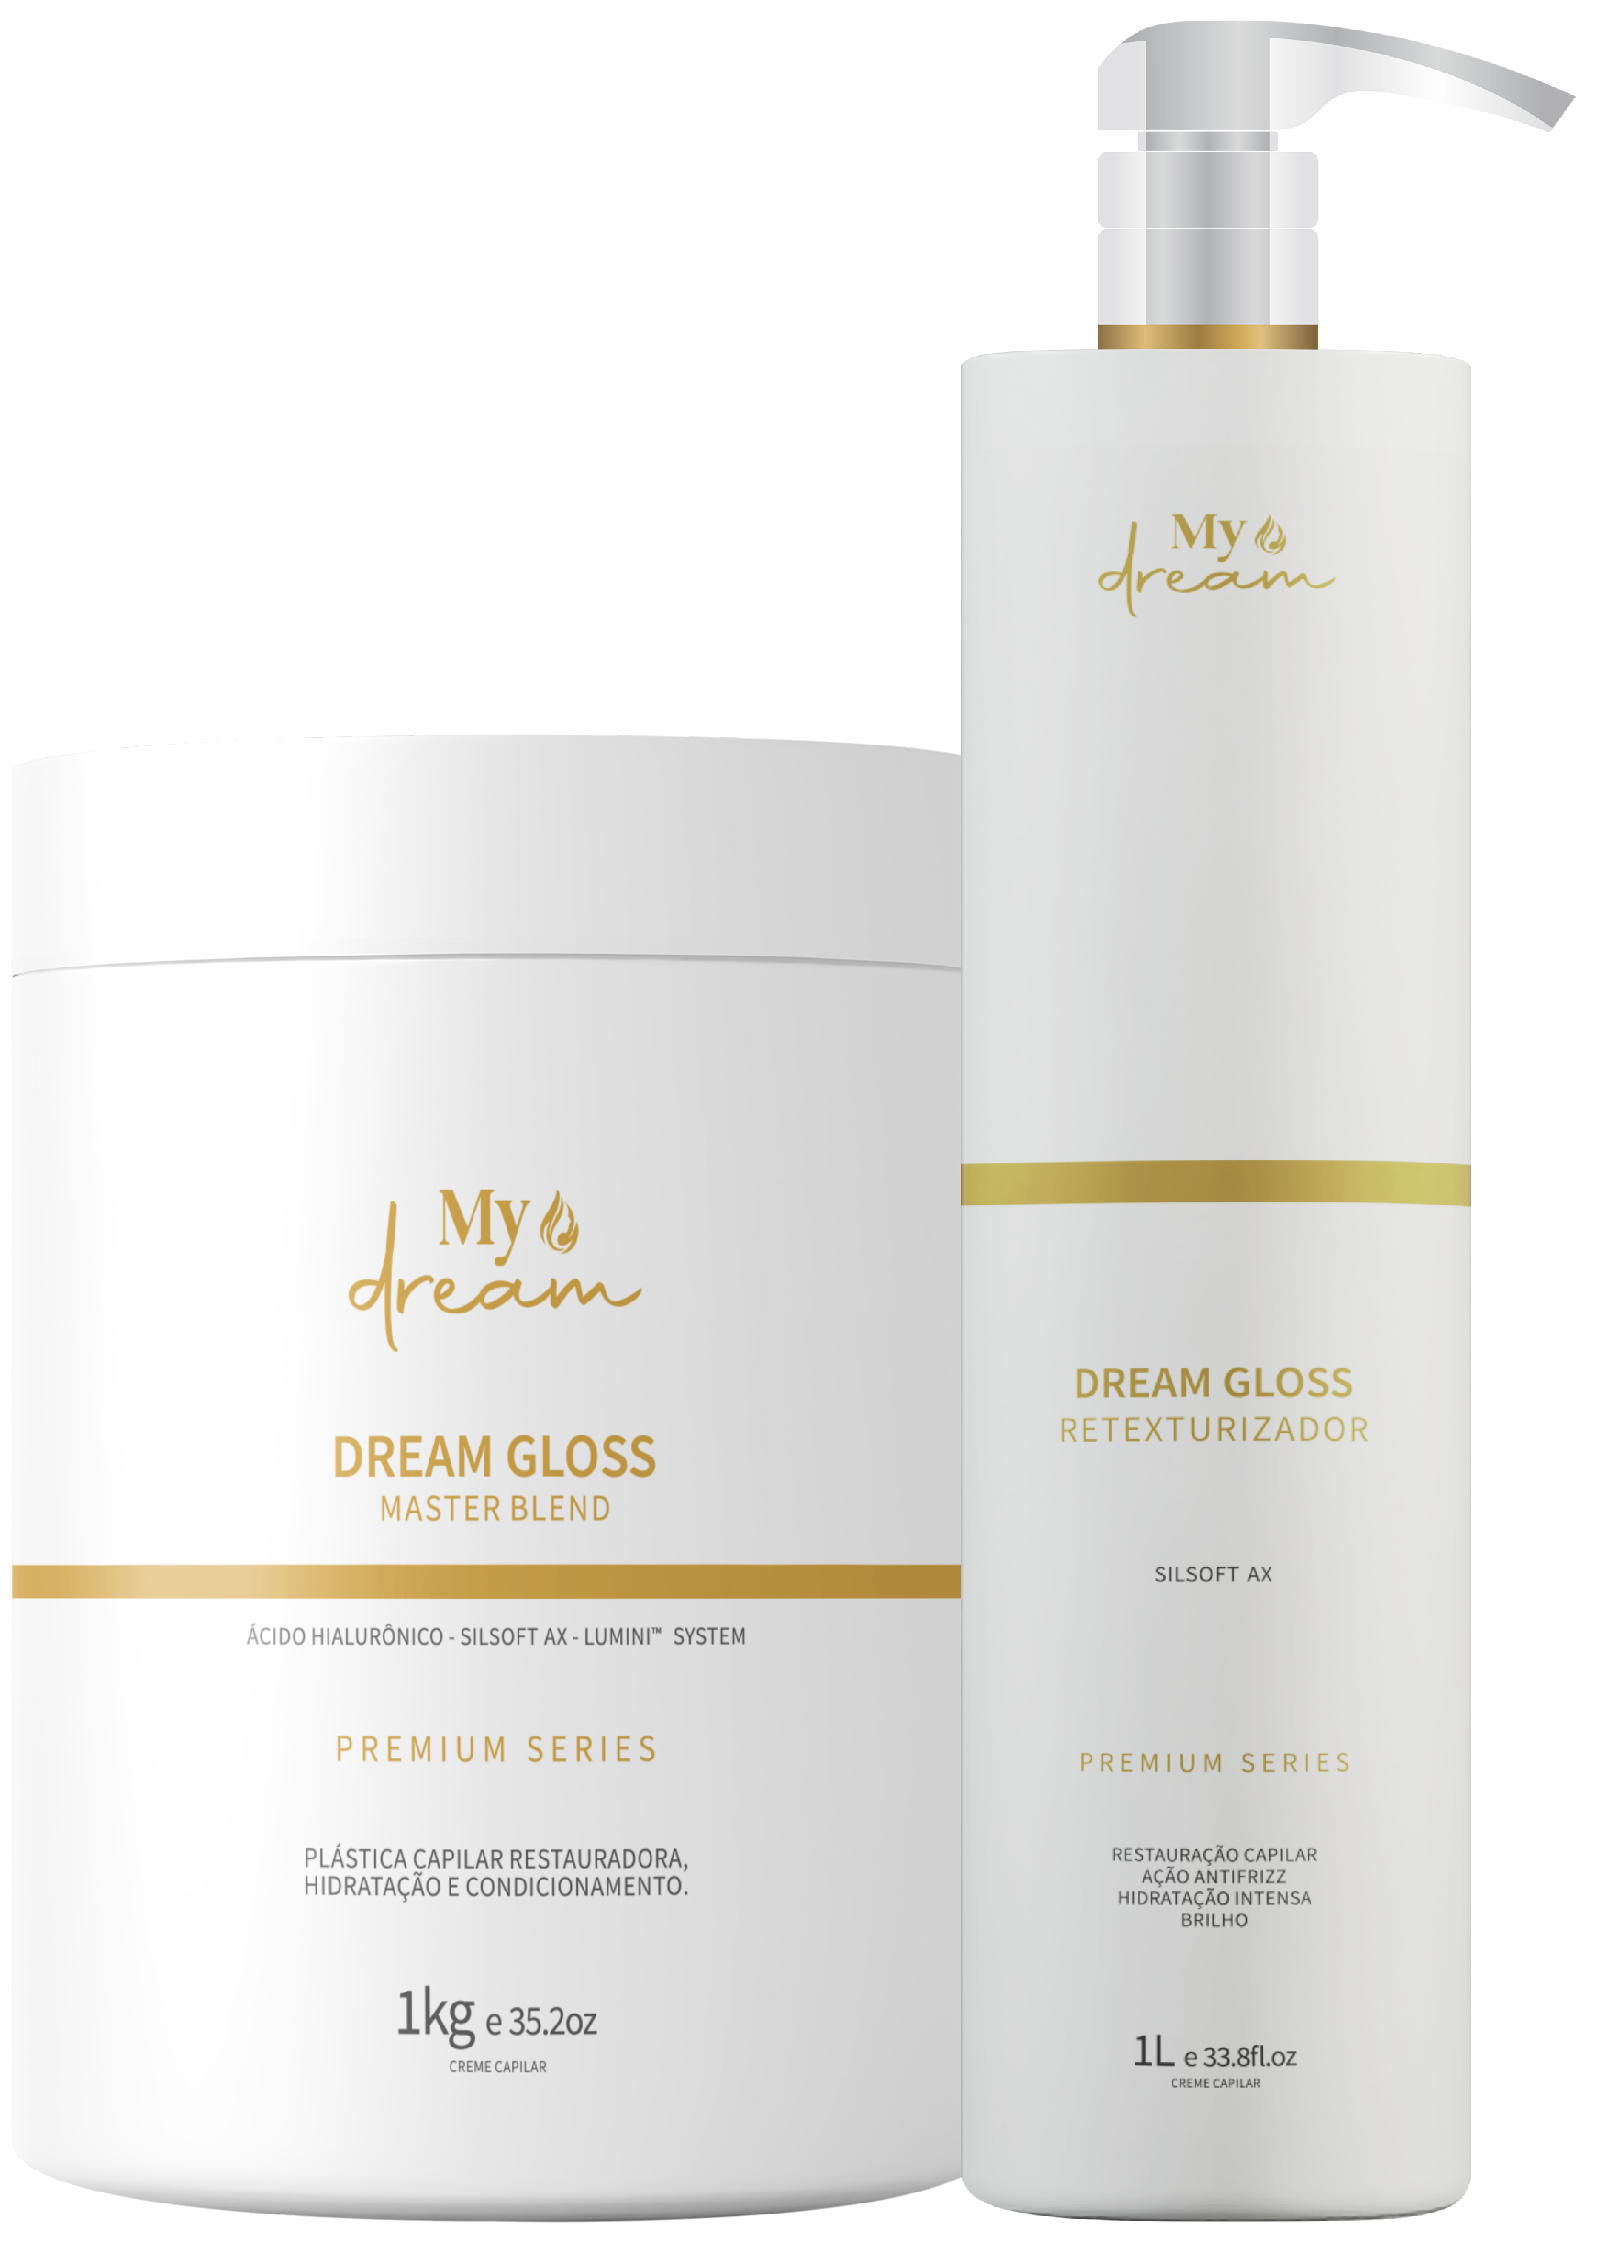 My
dream
DREAM GLOSS
MASTER BLEND
ÁCIDO HIALURÔNICO - SILSOFT AX - LUMINI™ SYSTEM
PREMIUM SERIES
PLÁSTICA CAPILAR RESTAURADORA,
HIDRATAÇÃO E CONDICIONAMENTO.
1kg e 35.2oz
CREME CAPILAR
My
dream
DREAM GLOSS
RETEXTURIZADOR
SILSOFT AX
PREMIUM SERIES
RESTAURAÇÃO CAPILAR
AÇÃO ANTIFRIZZ
HIDRATAÇÃO INTENSA
BRILHO
1L e 33.8fl.oz
CREME CAPILAR